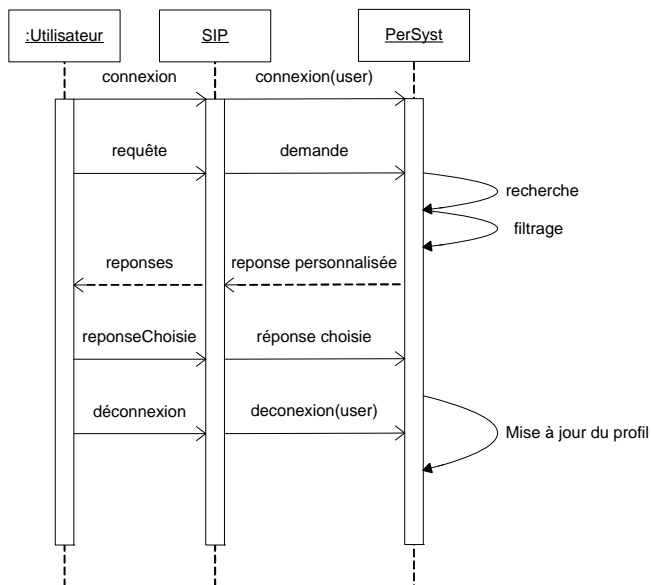 :Utilisateur
SIP
PerSyst
connexion
connexion(user)
requête
demande
recherche
filtrage
reponses
reponse personnalisée
reponseChoisie
réponse choisie
déconnexion
deconexion(user)
Mise à jour du profil